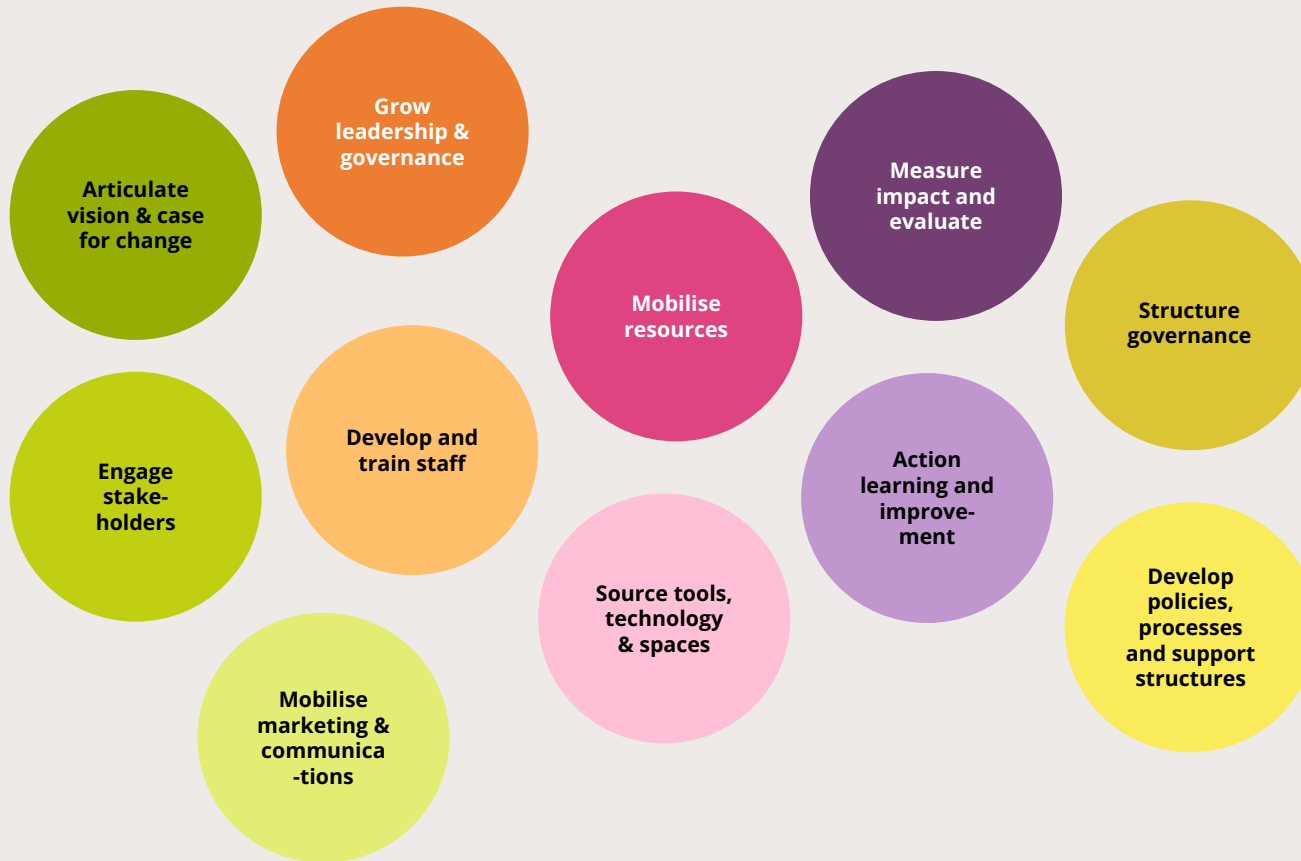 Articulate
vision & case
for change
Grow
leadership &
governance
Mobilise
resources
Measure
impact and
evaluate
Structure
governance
Engage
stake-
holders
Develop and
train staff
Source tools,
technology
& spaces
Action
learning and
improve-
ment
Develop
policies,
processes
and support
structures
Mobilise
marketing &
communica
-tions